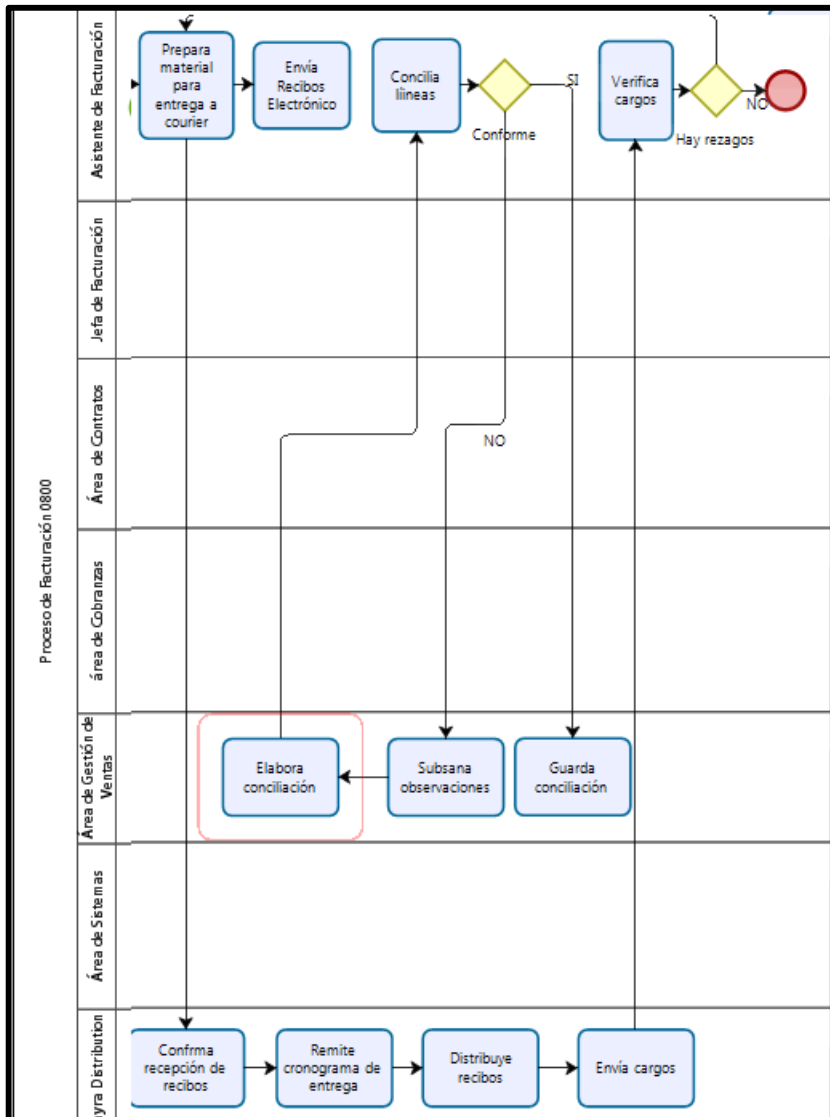 Proceso de Facturación 0800
Asistente de Facturación
Prepara
material
para
entrega a
courier
Envía
Recibos
Electrónico
Concilia
lìineas
Conforme
SI
Verifica
cargos
Hay rezagos
NO
Jefa de Facturación
Área de Contratos
NO
área de Cobranzas
Área de Gestión de
Ventas
Elabora
conciliación
Subsana
observaciones
Guarda
conciliación
Área de Sistemas
yra Distribution
Confrma
recepción de
recibos
Remite
cronograma de
entrega
Distribuye
recibos
Envía cargos